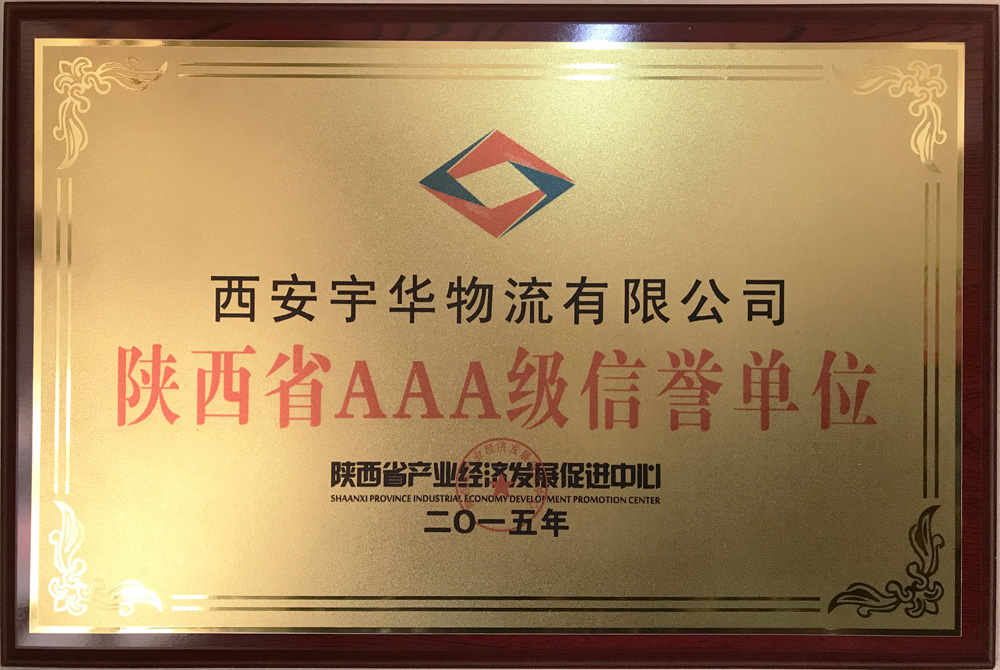 西安宇华物流有限公司
陕西省AAA级信誉单位
陕西省产业经济发展促进中心
SHAANXI PROVINCE INDUSTRIAL ECONOMY DEVELOPMENT PROMOTION CENTER
二〇一五年